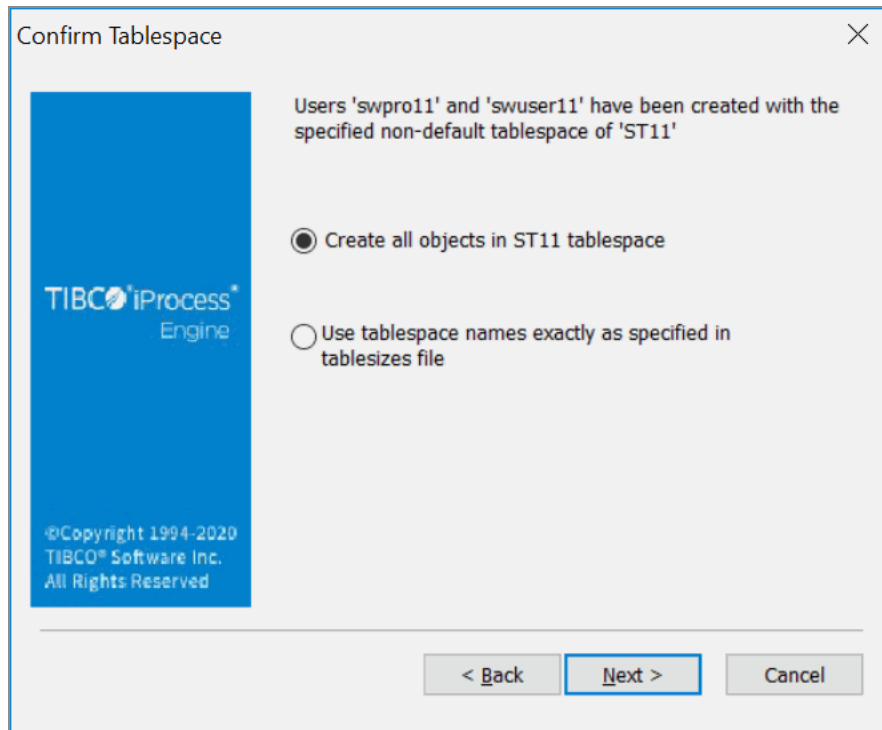 Confirm Tablespace
Users 'swpro11' and 'swuser11' have been created with the
specified non-default tablespace of 'ST11'
Create all objects in ST11 tablespace
Use tablespace names exactly as specified in
tablesizes file
TIBCO® iProcess®
Engine
©Copyright 1994-2020
TIBCO® Software Inc.
All Rights Reserved
< Back
Next >
Cancel